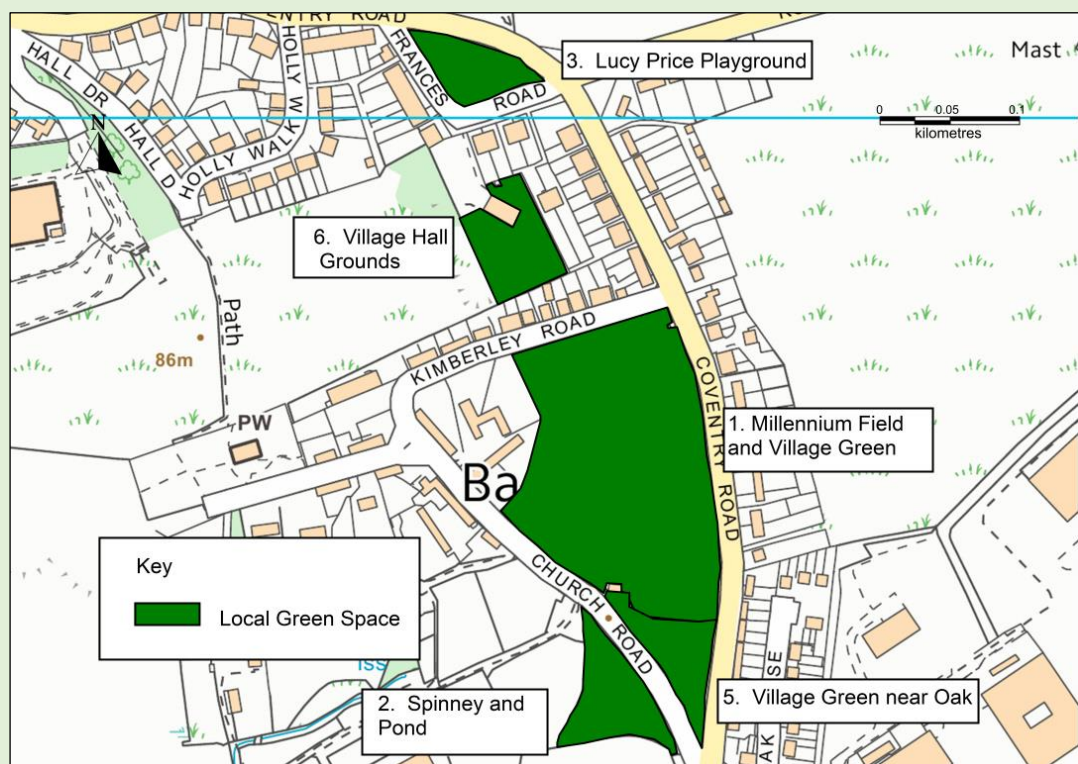 ENTRY ROAD
HALL DR
HALL D
HOLLY W
HOLLY WALK
FRANCES
ROAD
3. Lucy Price Playground
Mast
N
0 0.05 0.1
kilometres
6. Village Hall
Grounds
Path
86m
KIMBERLEY ROAD
PW
COVENTRY ROAD
1. Millennium Field
and Village Green
Ba
Key
Local Green Space
CHURCH ROAD
2. Spinney and
Pond
5. Village Green near Oak
AK
SE